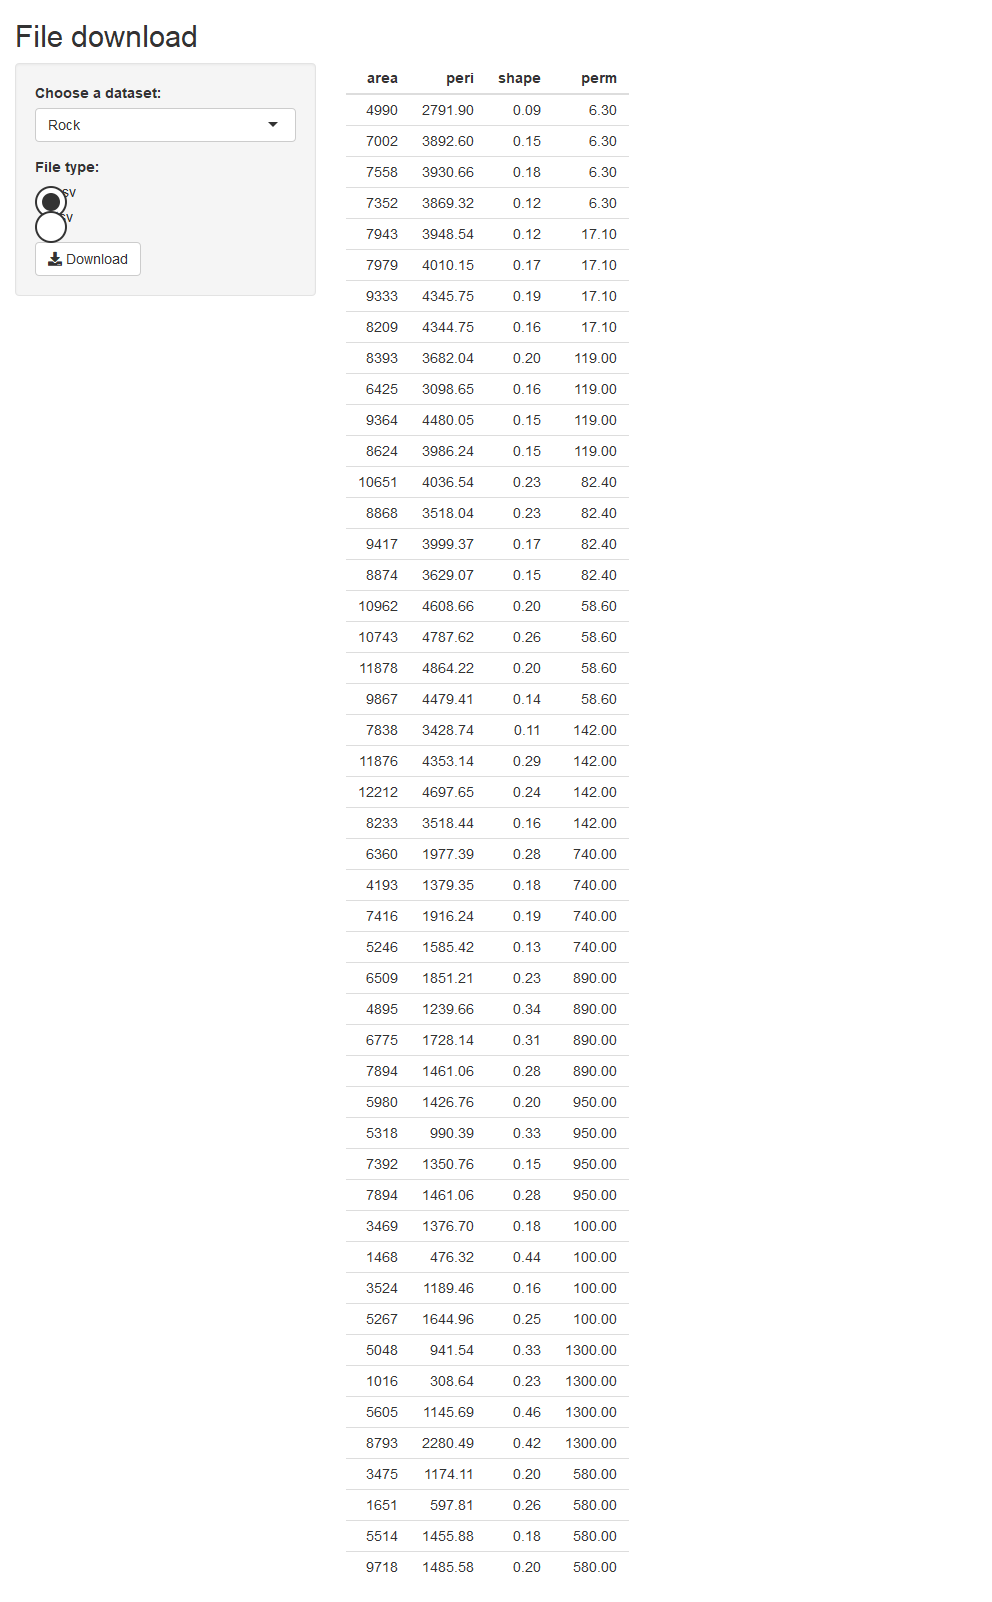 File download
Choose a dataset:
Rock
File type:
Download
area peri shape perm
4990 2791.90 0.09 6.30
7002 3892.60 0.15 6.30
7558 3930.66 0.18 6.30
7352 3869.32 0.12 6.30
7943 3948.54 0.12 17.10
7979 4010.15 0.17 17.10
9333 4345.75 0.19 17.10
8209 4344.75 0.16 17.10
8393 3682.04 0.20 119.00
6425 3098.65 0.16 119.00
9364 4480.05 0.15 119.00
8624 3986.24 0.15 119.00
10651 4036.54 0.23 82.40
8868 3518.04 0.23 82.40
9417 3999.37 0.17 82.40
8874 3629.07 0.15 82.40
10962 4608.66 0.20 58.60
10743 4787.62 0.26 58.60
11878 4864.22 0.20 58.60
9867 4479.41 0.14 58.60
7838 3428.74 0.11 142.00
11876 4353.14 0.29 142.00
12212 4697.65 0.24 142.00
8233 3518.44 0.16 142.00
6360 1977.39 0.28 740.00
4193 1379.35 0.18 740.00
7416 1916.24 0.19 740.00
5246 1585.42 0.13 740.00
6509 1851.21 0.23 890.00
4895 1239.66 0.34 890.00
6775 1728.14 0.31 890.00
7894 1461.06 0.28 890.00
5980 1426.76 0.20 950.00
5318 990.39 0.33 950.00
7392 1350.76 0.15 950.00
7894 1461.06 0.28 950.00
3469 1376.70 0.18 100.00
1468 476.32 0.44 100.00
3524 1189.46 0.16 100.00
5267 1644.96 0.25 100.00
5048 941.54 0.33 1300.00
1016 308.64 0.23 1300.00
5605 1145.69 0.46 1300.00
8793 2280.49 0.42 1300.00
3475 1174.11 0.20 580.00
1651 597.81 0.26 580.00
5514 1455.88 0.18 580.00
9718 1485.58 0.20 580.00